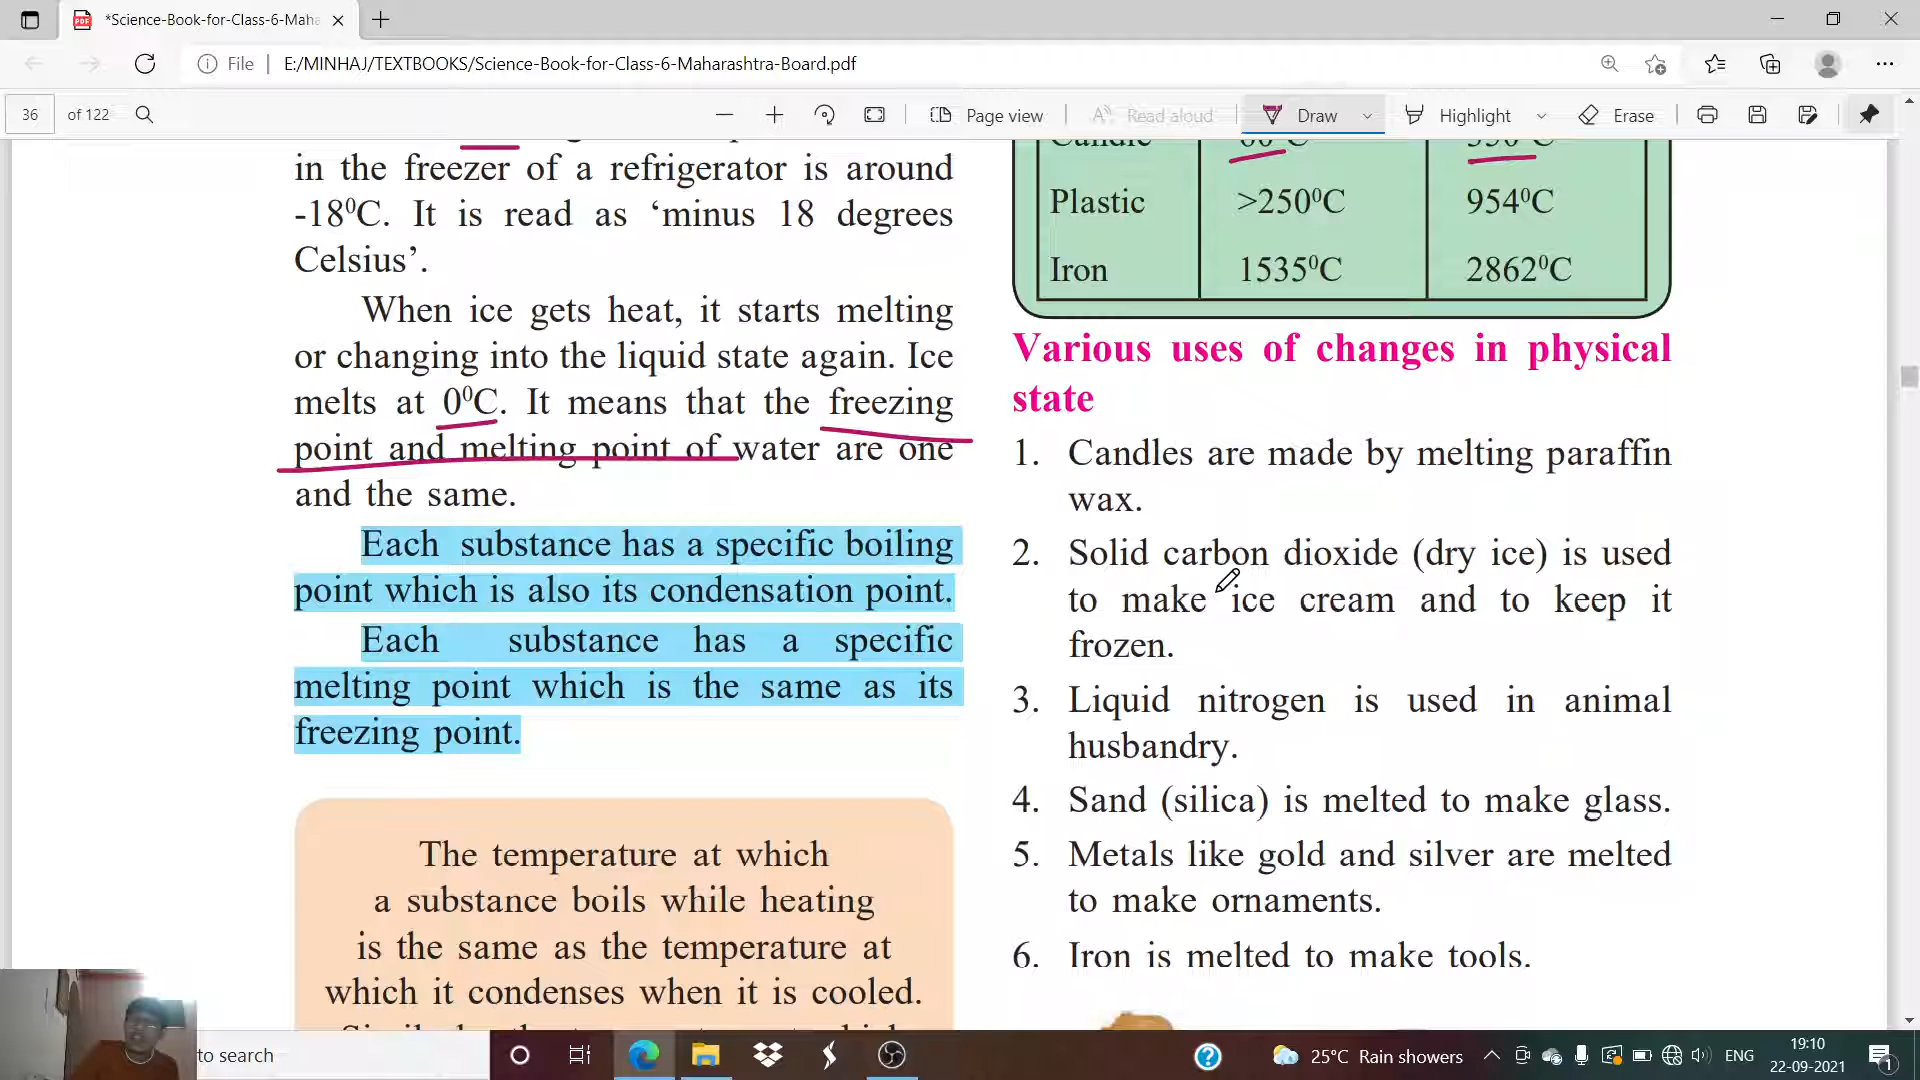 *Science-Book-for-Class-6-Maha
File
E:/MINHAJ/TEXTBOOKS/Science-Book-for-Class-6-Maharashtra-Board.pdf
36 of 122
Page view
Read aloud
Draw
Highlight
Erase
in the freezer of a refrigerator is around
-18⁰C. It is read as ‘minus 18 degrees
Celsius’.
When ice gets heat, it starts melting
or changing into the liquid state again. Ice
melts at 0⁰C. It means that the freezing
point and melting point of water are one
and the same.
Each substance has a specific boiling
point which is also its condensation point.
Each substance has a specific
melting point which is the same as its
freezing point.
The temperature at which
a substance boils while heating
is the same as the temperature at
which it condenses when it is cooled.
Plastic >250⁰C 954⁰C
Iron 1535⁰C 2862⁰C
Various uses of changes in physical
state
1. Candles are made by melting paraffin
wax.
2. Solid carbon dioxide (dry ice) is used
to make ice cream and to keep it
frozen.
3. Liquid nitrogen is used in animal
husbandry.
4. Sand (silica) is melted to make glass.
5. Metals like gold and silver are melted
to make ornaments.
6. Iron is melted to make tools.
to search
25°C Rain showers
ENG
19:10
22-09-2021
1